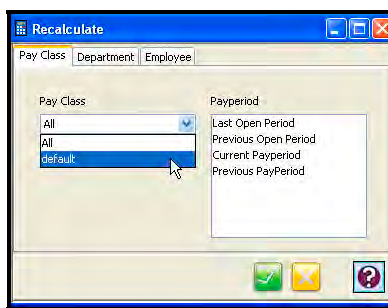 Recalculate
Pay Class Department Employee
Pay Class
All
All
default
Payperiod
Last Open Period
Previous Open Period
Current Payperiod
Previous PayPeriod
?